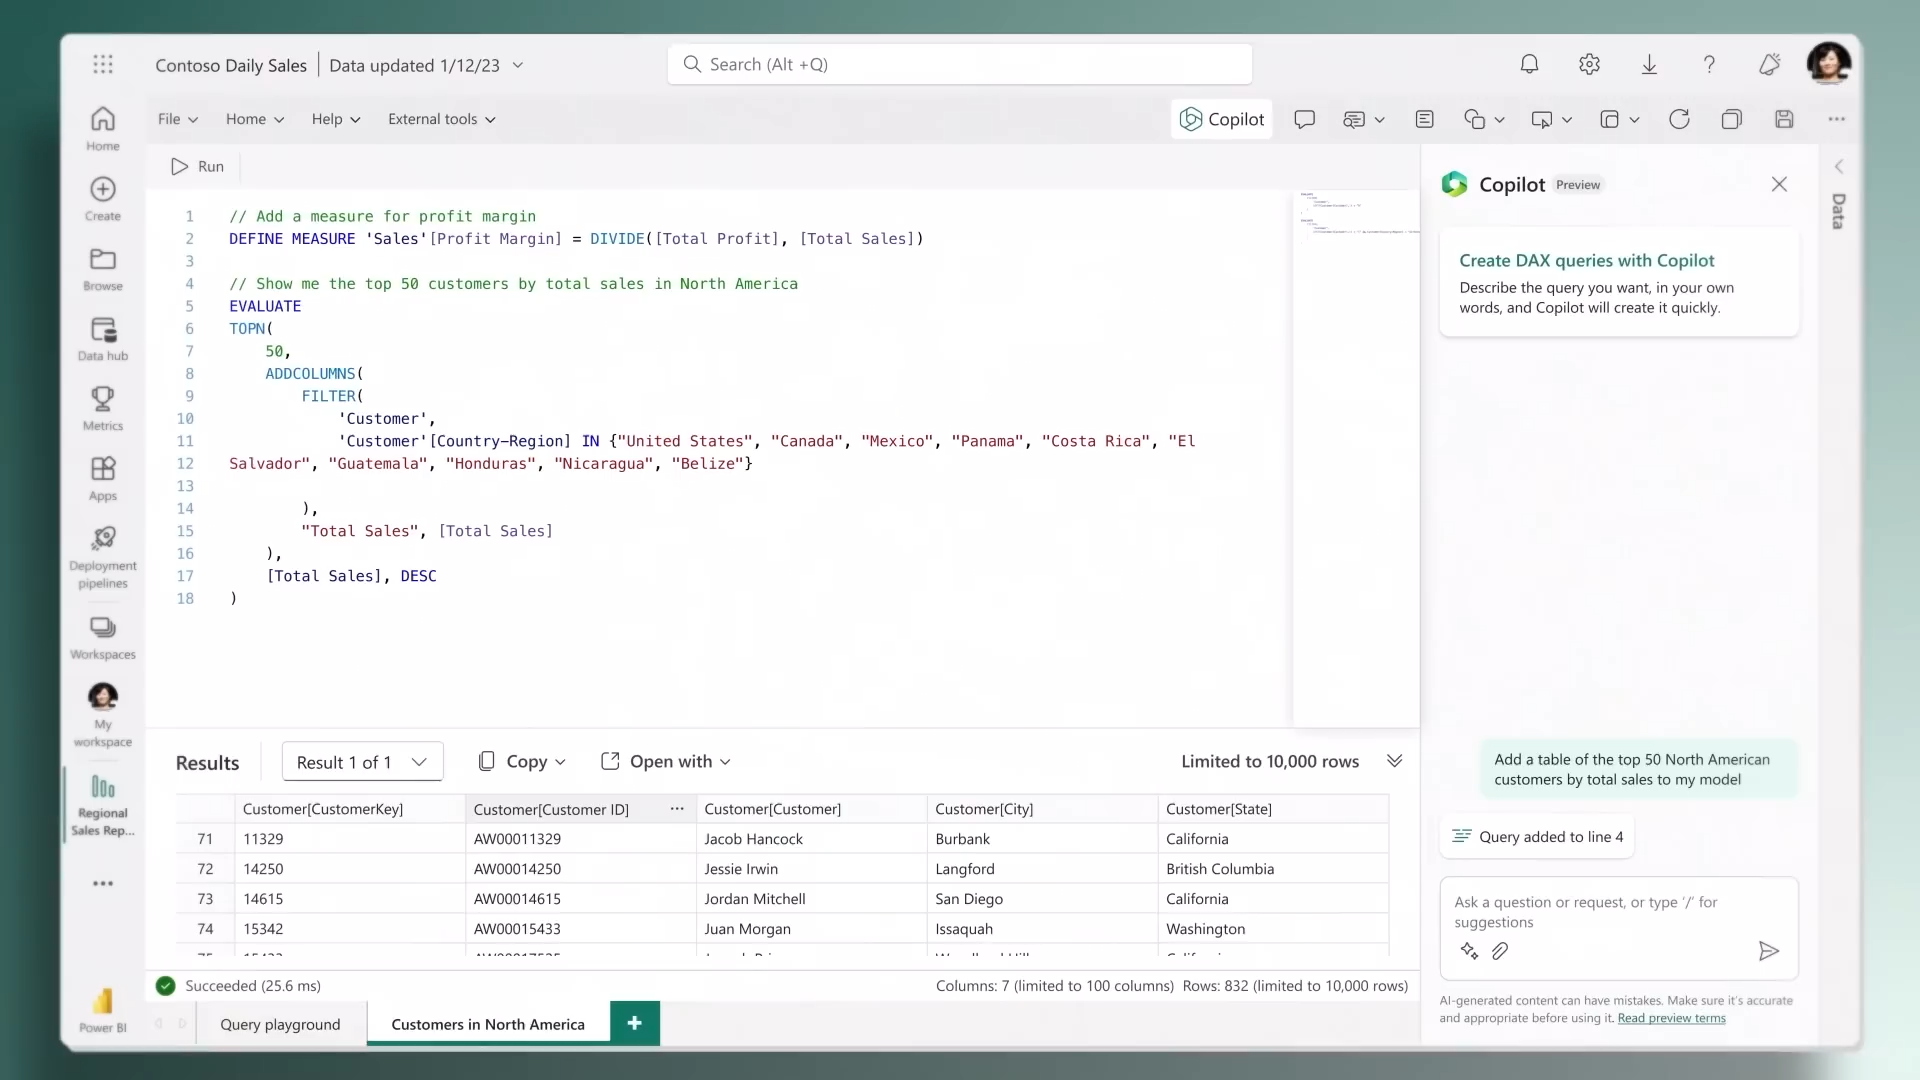 Contoso Daily Sales
Data updated 1/12/23
Search (Alt +Q)
File
Home
Help
External tools
Copilot
Home
Create
Browse
Data hub
Metrics
Apps
Deployment
pipelines
Workspaces
My
workspace
Regional
Sales Rep...
Power BI
Run
1 // Add a measure for profit margin
2 DEFINE MEASURE 'Sales'[Profit Margin] = DIVIDE([Total Profit], [Total Sales])
3
4 // Show me the top 50 customers by total sales in North America
5 EVALUATE
6 TOPN(
7 50,
8 ADDCOLUMNS(
9 FILTER(
10 'Customer',
11 'Customer'[Country-Region] IN {"United States", "Canada", "Mexico", "Panama", "Costa Rica", "El
12 Salvador", "Guatemala", "Honduras", "Nicaragua", "Belize"}
13
14 ),
15 "Total Sales", [Total Sales]
16 ),
17 [Total Sales], DESC
18 )
Results
Result 1 of 1
Copy
Open with
Limited to 10,000 rows
Customer[CustomerKey] Customer[Customer ID] ... Customer[Customer] Customer[City] Customer[State]
71 11329 AW00011329 Jacob Hancock Burbank California
72 14250 AW00014250 Jessie Irwin Langford British Columbia
73 14615 AW00014615 Jordan Mitchell San Diego California
74 15342 AW00015433 Juan Morgan Issaquah Washington
Succeeded (25.6 ms)
Columns: 7 (limited to 100 columns) Rows: 832 (limited to 10,000 rows)
Query playground
Customers in North America
Copilot Preview
Create DAX queries with Copilot
Describe the query you want, in your own
words, and Copilot will create it quickly.
Add a table of the top 50 North American
customers by total sales to my model
Query added to line 4
Ask a question or request, or type '/' for
suggestions
AI-generated content can have mistakes. Make sure it's accurate
and appropriate before using it. Read preview terms
Data